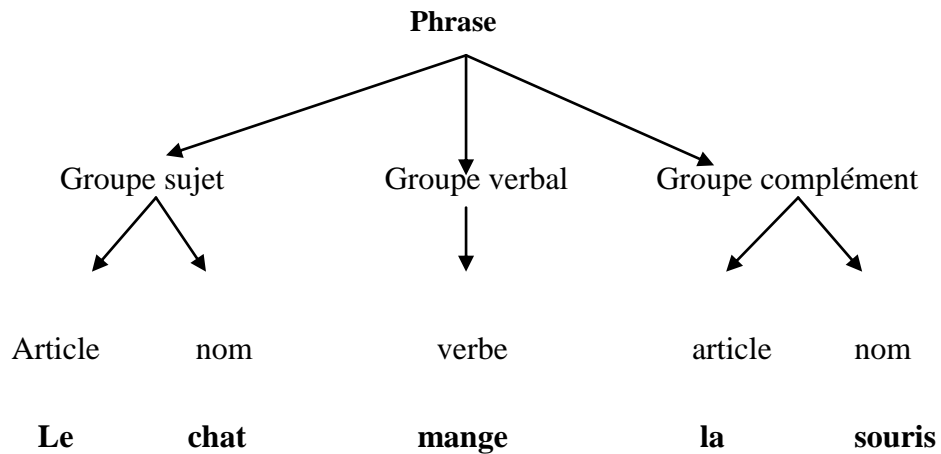 Phrase
Groupe sujet Groupe verbal Groupe complément
Article nom verbe article nom
Le chat mange la souris